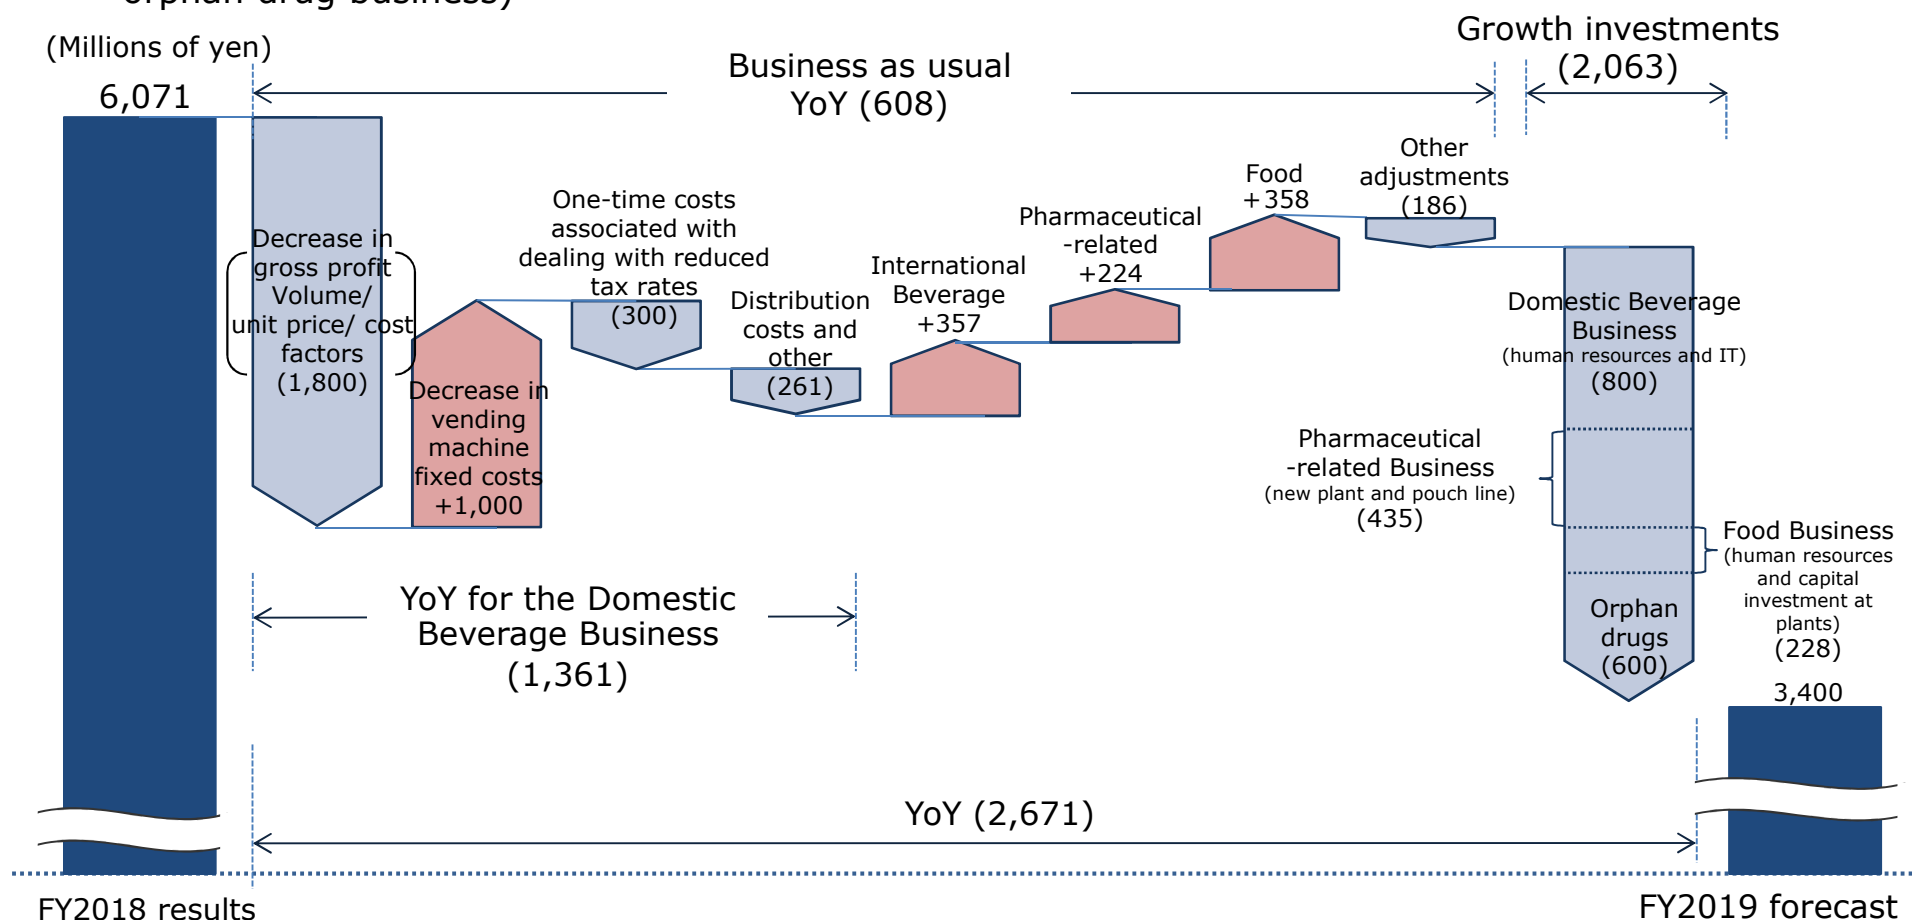 orphan drug business)
(Millions of yen)
6,071
Business as usual
YoY (608)
Growth investments
(2,063)
Decrease in
gross profit
Volume/
unit price/ cost
factors
(1,800)
Decrease in
vending
machine
fixed costs
+1,000
One-time costs
associated with
dealing with reduced
tax rates
(300)
Distribution
costs and
other
(261)
International
Beverage
+357
Pharmaceutical
-related
+224
Food
+358
Other
adjustments
(186)
Domestic Beverage
Business
(human resources and IT)
(800)
Pharmaceutical
-related Business
(new plant and pouch line)
(435)
Food Business
(human resources
and capital
investment at
plants)
(228)
Orphan
drugs
(600)
3,400
YoY for the Domestic
Beverage Business
(1,361)
YoY (2,671)
FY2018 results
FY2019 forecast